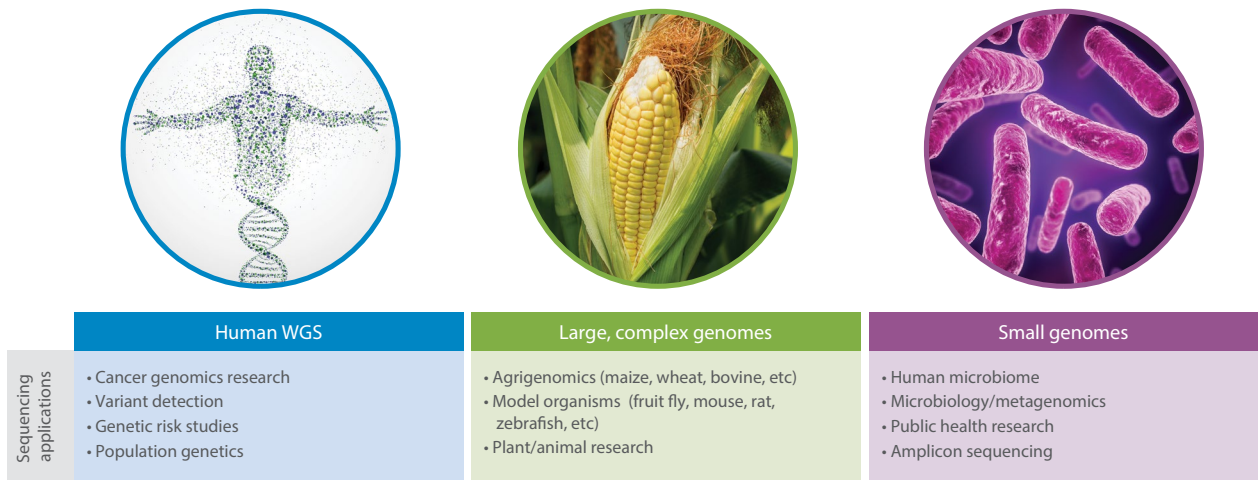 Human WGS
Large, complex genomes
Small genomes
Sequencing
applications
• Cancer genomics research
• Variant detection
• Genetic risk studies
• Population genetics
• Agrigenomics (maize, wheat, bovine, etc)
• Model organisms (fruit fly, mouse, rat,
zebrafish, etc)
• Plant/animal research
• Human microbiome
• Microbiology/metagenomics
• Public health research
• Amplicon sequencing